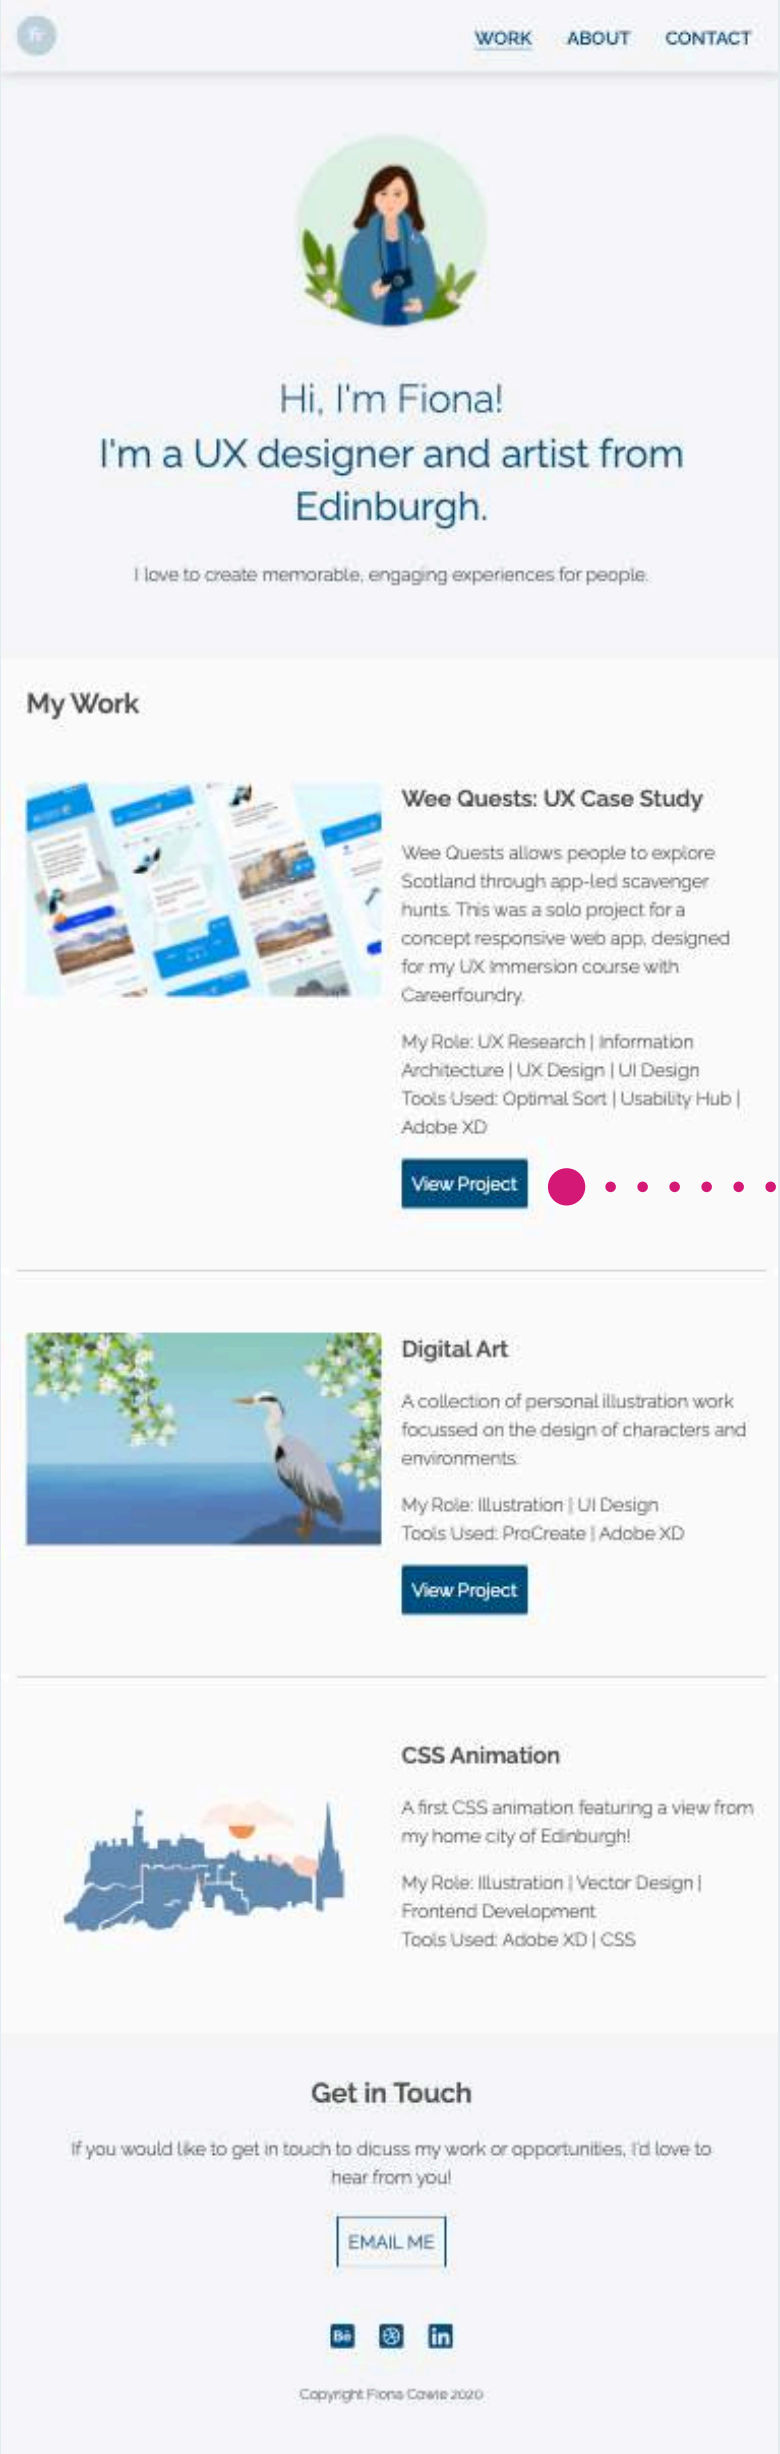 WORK ABOUT CONTACT
Hi, I'm Fiona!
I'm a UX designer and artist from
Edinburgh.
I love to create memorable, engaging experiences for people.
My Work
Wee Quests: UX Case Study
Wee Quests allows people to explore
Scotland through app-led scavenger
hunts. This was a solo project for a
concept responsive web app, designed
for my UX Immersion course with
Careerfoundry.
My Role: UX Research | Information
Architecture | UX Design | UI Design
Tools Used: Optimal Sort | Usability Hub |
Adobe XD
View Project
Digital Art
A collection of personal illustration work
focussed on the design of characters and
environments.
My Role: Illustration | UI Design
Tools Used: ProCreate | Adobe XD
View Project
CSS Animation
A first CSS animation featuring a view from
my home city of Edinburgh!
My Role: Illustration | Vector Design |
Frontend Development
Tools Used: Adobe XD | CSS
Get in Touch
If you would like to get in touch to dicuss my work or opportunities, I'd love to
hear from you!
EMAIL ME
Bē
in
Copyright Fiona Cowie 2020